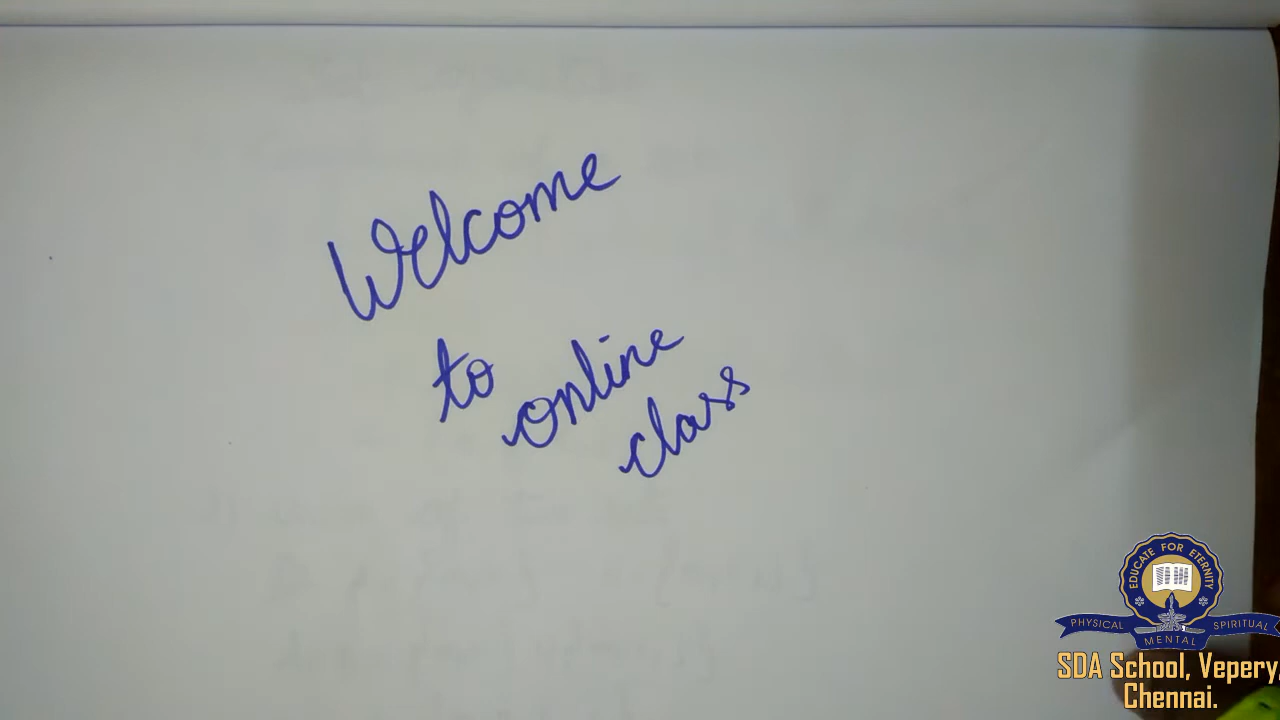 Welcome
to online
class
EDUCATE FOR ETERNITY
PHYSICAL MENTAL SPIRITUAL
SDA School, Vepery,
Chennai.